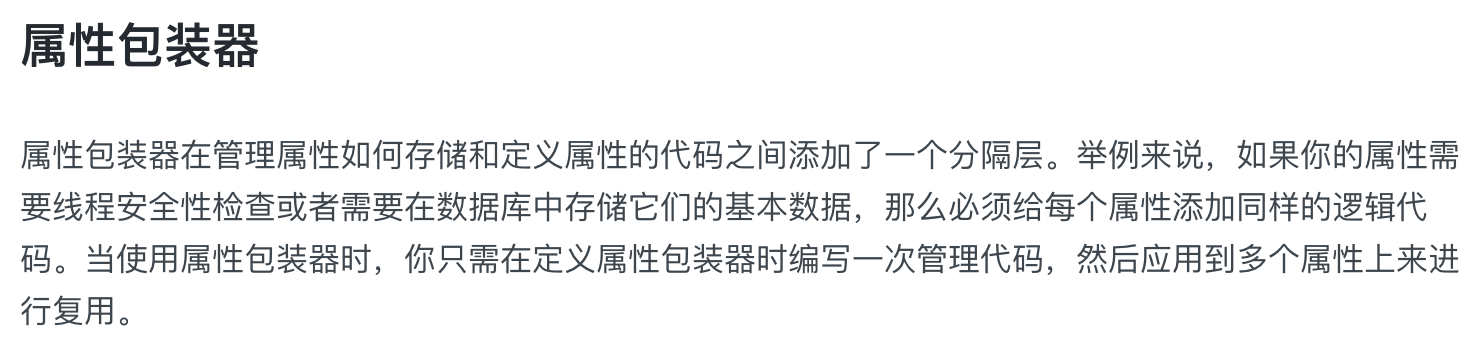 属性包装器
属性包装器在管理属性如何存储和定义属性的代码之间添加了一个分隔层。举例来说，如果你的属性需
要线程安全性检查或者需要在数据库中存储它们的基本数据，那么必须给每个属性添加同样的逻辑代
码。当使用属性包装器时，你只需在定义属性包装器时编写一次管理代码，然后应用到多个属性上来进
行复用。